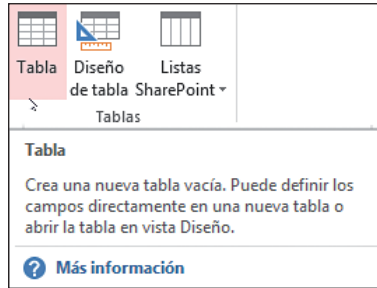 Tabla
Diseño de tabla
Listas SharePoint
Tablas
Tabla
Crea una nueva tabla vacía. Puede definir los
campos directamente en una nueva tabla o
abrir la tabla en vista Diseño.
Más información